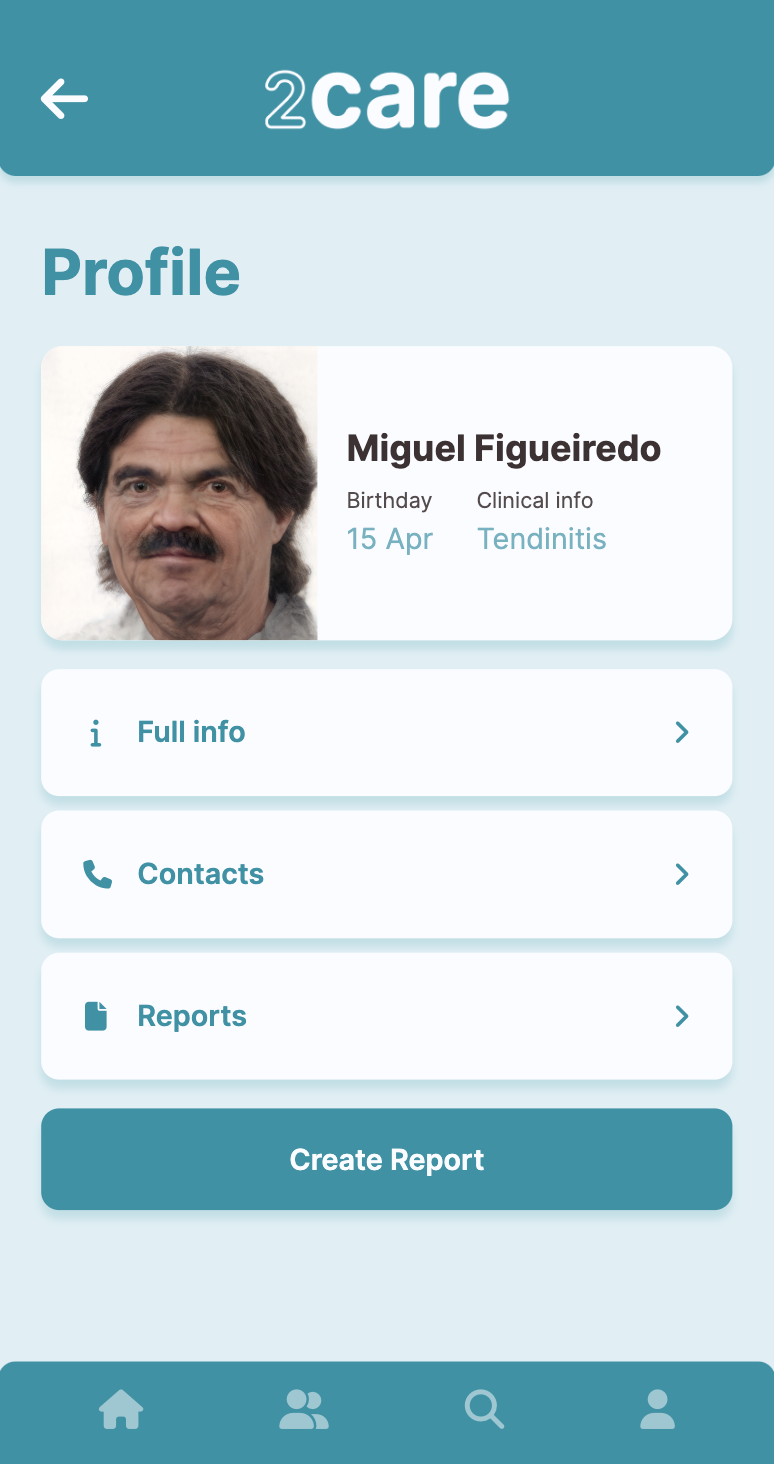 2care
Profile
Miguel Figueiredo
Birthday Clinical info
15 Apr Tendinitis
Full info
Contacts
Reports
Create Report